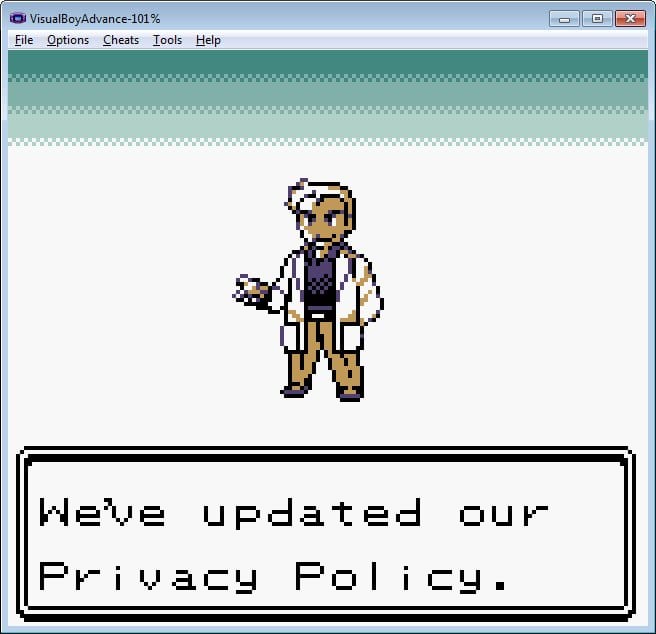 VisualBoyAdvance-101%
File Options Cheats Tools Help
We've updated our
Privacy Policy.